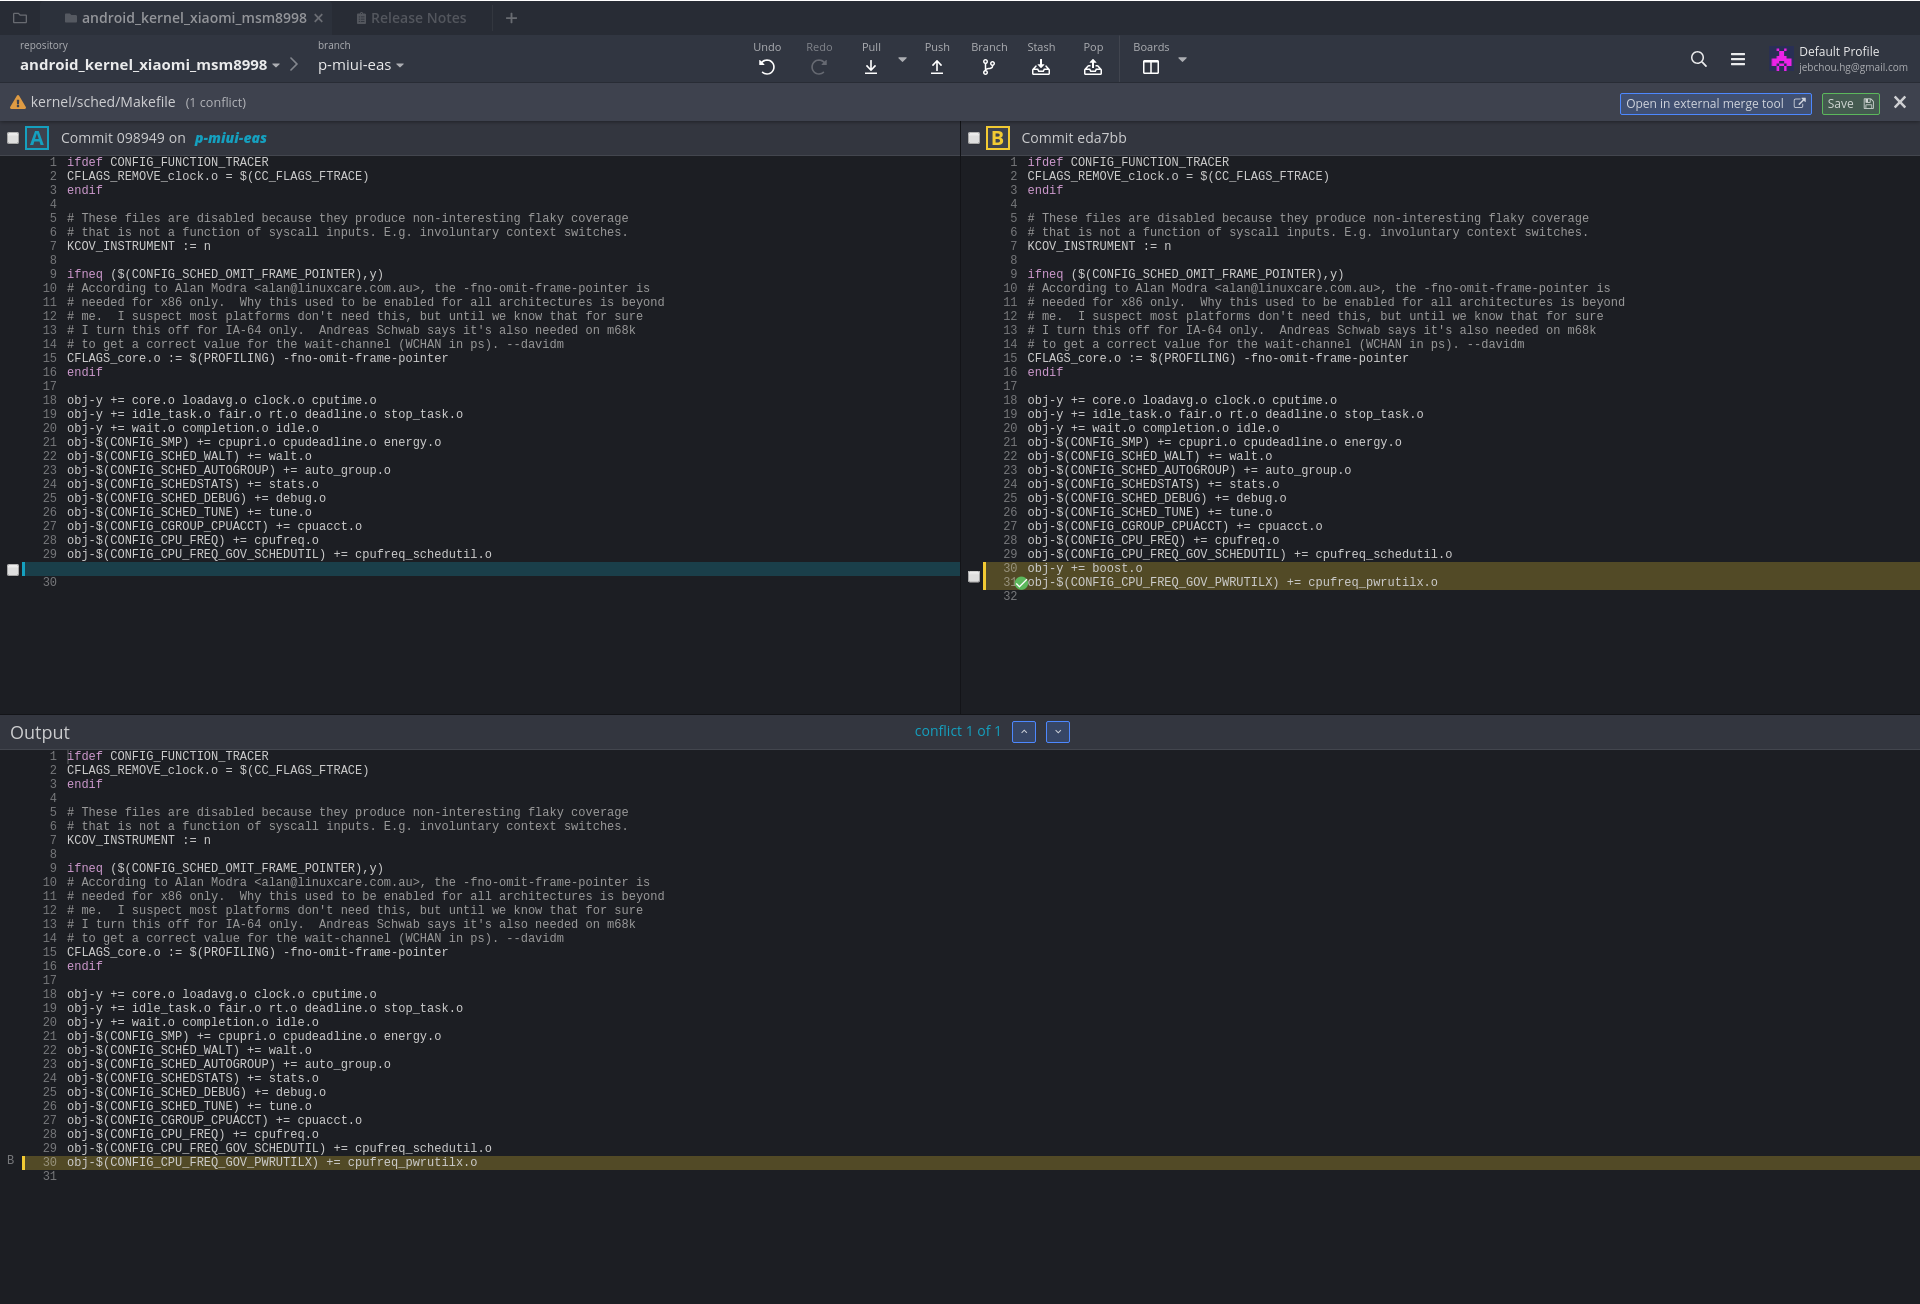 android_kernel_xiaomi_msm8998
Release Notes
repository
android_kernel_xiaomi_msm8998
branch
p-miui-eas
Undo
Redo
Pull
Push
Branch
Stash
Pop
Boards
Default Profile
jebchou.hg@gmail.com
kernel/sched/Makefile (1 conflict)
Open in external merge tool
Save
A Commit 098949 on p-miui-eas
1 ifdef CONFIG_FUNCTION_TRACER
2 CFLAGS_REMOVE_clock.o = $(CC_FLAGS_FTRACE)
3 endif
4
5 # These files are disabled because they produce non-interesting flaky coverage
6 # that is not a function of syscall inputs. E.g. involuntary context switches.
7 KCOV_INSTRUMENT := n
8
9 ifneq ($(CONFIG_SCHED_OMIT_FRAME_POINTER),y)
10 # According to Alan Modra <alan@linuxcare.com.au>, the -fno-omit-frame-pointer is
11 # needed for x86 only.  Why this used to be enabled for all architectures is beyond
12 # me.  I suspect most platforms don't need this, but until we know that for sure
13 # I turn this off for IA-64 only.  Andreas Schwab says it's also needed on m68k
14 # to get a correct value for the wait-channel (WCHAN in ps). --davidm
15 CFLAGS_core.o := $(PROFILING) -fno-omit-frame-pointer
16 endif
17
18 obj-y += core.o loadavg.o clock.o cputime.o
19 obj-y += idle_task.o fair.o rt.o deadline.o stop_task.o
20 obj-y += wait.o completion.o idle.o
21 obj-$(CONFIG_SMP) += cpupri.o cpudeadline.o energy.o
22 obj-$(CONFIG_SCHED_WALT) += walt.o
23 obj-$(CONFIG_SCHED_AUTOGROUP) += auto_group.o
24 obj-$(CONFIG_SCHEDSTATS) += stats.o
25 obj-$(CONFIG_SCHED_DEBUG) += debug.o
26 obj-$(CONFIG_SCHED_TUNE) += tune.o
27 obj-$(CONFIG_CGROUP_CPUACCT) += cpuacct.o
28 obj-$(CONFIG_CPU_FREQ) += cpufreq.o
29 obj-$(CONFIG_CPU_FREQ_GOV_SCHEDUTIL) += cpufreq_schedutil.o
30
B Commit eda7bb
1 ifdef CONFIG_FUNCTION_TRACER
2 CFLAGS_REMOVE_clock.o = $(CC_FLAGS_FTRACE)
3 endif
4
5 # These files are disabled because they produce non-interesting flaky coverage
6 # that is not a function of syscall inputs. E.g. involuntary context switches.
7 KCOV_INSTRUMENT := n
8
9 ifneq ($(CONFIG_SCHED_OMIT_FRAME_POINTER),y)
10 # According to Alan Modra <alan@linuxcare.com.au>, the -fno-omit-frame-pointer is
11 # needed for x86 only.  Why this used to be enabled for all architectures is beyond
12 # me.  I suspect most platforms don't need this, but until we know that for sure
13 # I turn this off for IA-64 only.  Andreas Schwab says it's also needed on m68k
14 # to get a correct value for the wait-channel (WCHAN in ps). --davidm
15 CFLAGS_core.o := $(PROFILING) -fno-omit-frame-pointer
16 endif
17
18 obj-y += core.o loadavg.o clock.o cputime.o
19 obj-y += idle_task.o fair.o rt.o deadline.o stop_task.o
20 obj-y += wait.o completion.o idle.o
21 obj-$(CONFIG_SMP) += cpupri.o cpudeadline.o energy.o
22 obj-$(CONFIG_SCHED_WALT) += walt.o
23 obj-$(CONFIG_SCHED_AUTOGROUP) += auto_group.o
24 obj-$(CONFIG_SCHEDSTATS) += stats.o
25 obj-$(CONFIG_SCHED_DEBUG) += debug.o
26 obj-$(CONFIG_SCHED_TUNE) += tune.o
27 obj-$(CONFIG_CGROUP_CPUACCT) += cpuacct.o
28 obj-$(CONFIG_CPU_FREQ) += cpufreq.o
29 obj-$(CONFIG_CPU_FREQ_GOV_SCHEDUTIL) += cpufreq_schedutil.o
30 obj-y += boost.o
31 obj-$(CONFIG_CPU_FREQ_GOV_PWRUTILX) += cpufreq_pwrutilx.o
32
Output
conflict 1 of 1
1 ifdef CONFIG_FUNCTION_TRACER
2 CFLAGS_REMOVE_clock.o = $(CC_FLAGS_FTRACE)
3 endif
4
5 # These files are disabled because they produce non-interesting flaky coverage
6 # that is not a function of syscall inputs. E.g. involuntary context switches.
7 KCOV_INSTRUMENT := n
8
9 ifneq ($(CONFIG_SCHED_OMIT_FRAME_POINTER),y)
10 # According to Alan Modra <alan@linuxcare.com.au>, the -fno-omit-frame-pointer is
11 # needed for x86 only.  Why this used to be enabled for all architectures is beyond
12 # me.  I suspect most platforms don't need this, but until we know that for sure
13 # I turn this off for IA-64 only.  Andreas Schwab says it's also needed on m68k
14 # to get a correct value for the wait-channel (WCHAN in ps). --davidm
15 CFLAGS_core.o := $(PROFILING) -fno-omit-frame-pointer
16 endif
17
18 obj-y += core.o loadavg.o clock.o cputime.o
19 obj-y += idle_task.o fair.o rt.o deadline.o stop_task.o
20 obj-y += wait.o completion.o idle.o
21 obj-$(CONFIG_SMP) += cpupri.o cpudeadline.o energy.o
22 obj-$(CONFIG_SCHED_WALT) += walt.o
23 obj-$(CONFIG_SCHED_AUTOGROUP) += auto_group.o
24 obj-$(CONFIG_SCHEDSTATS) += stats.o
25 obj-$(CONFIG_SCHED_DEBUG) += debug.o
26 obj-$(CONFIG_SCHED_TUNE) += tune.o
27 obj-$(CONFIG_CGROUP_CPUACCT) += cpuacct.o
28 obj-$(CONFIG_CPU_FREQ) += cpufreq.o
29 obj-$(CONFIG_CPU_FREQ_GOV_SCHEDUTIL) += cpufreq_schedutil.o
B 30 obj-$(CONFIG_CPU_FREQ_GOV_PWRUTILX) += cpufreq_pwrutilx.o
31